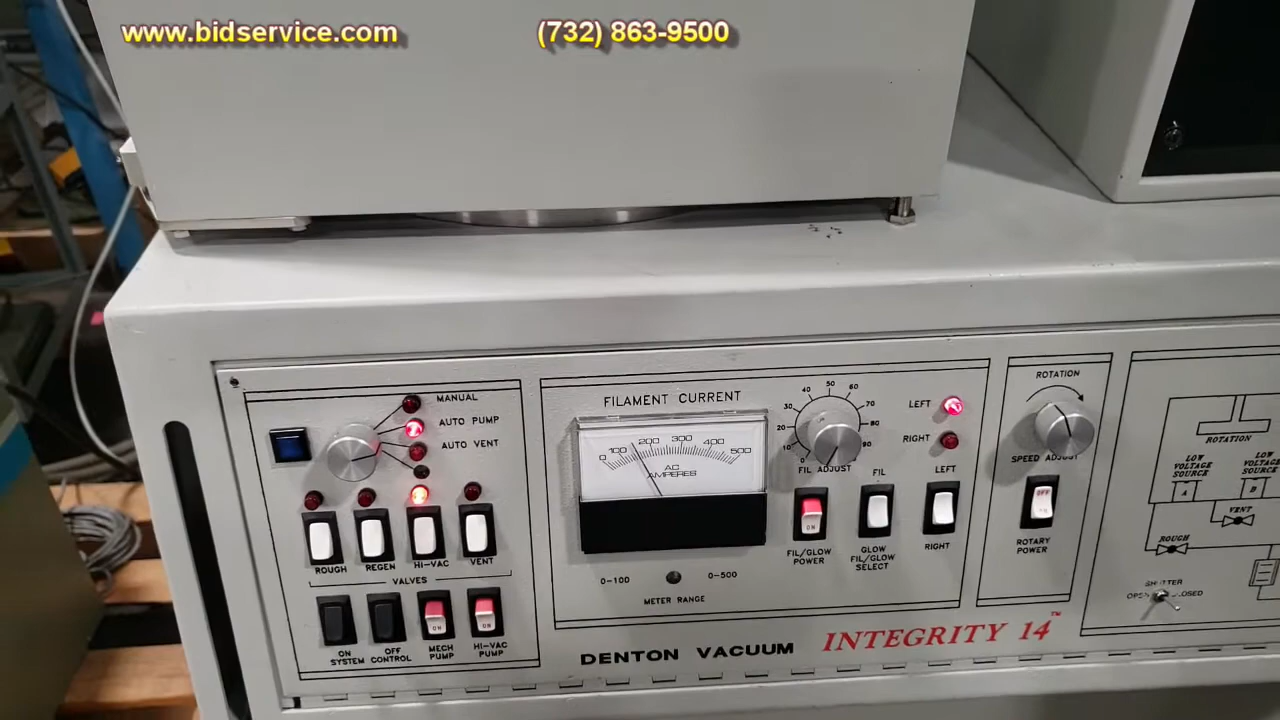 www.bidservice.com (732) 863-9500
MANUAL
AUTO PUMP
AUTO VENT
ROUGH REGEN HI-VAC VENT
VALVES
ON OFF
SYSTEM CONTROL
MECH
PUMP
ON
HI-VAC
PUMP
ON
FILAMENT CURRENT
0 100 200 300 400 500
AC
AMPERES
0-100 0-500
METER RANGE
0 10 20 30 40 50 60 70 80 90
FIL ADJUST
LEFT
RIGHT
ON
FIL/GLOW
POWER
FIL
GLOW
FIL/GLOW
SELECT
LEFT
RIGHT
ROTATION
SPEED ADJUST
OFF
ON
ROTARY
POWER
ROTATION
LOW
VOLTAGE
SOURCE
A
LOW
VOLTAGE
SOURCE
B
VENT
ROUGH
SHUTTER
OPEN CLOSED
DENTON VACUUM INTEGRITY 14™